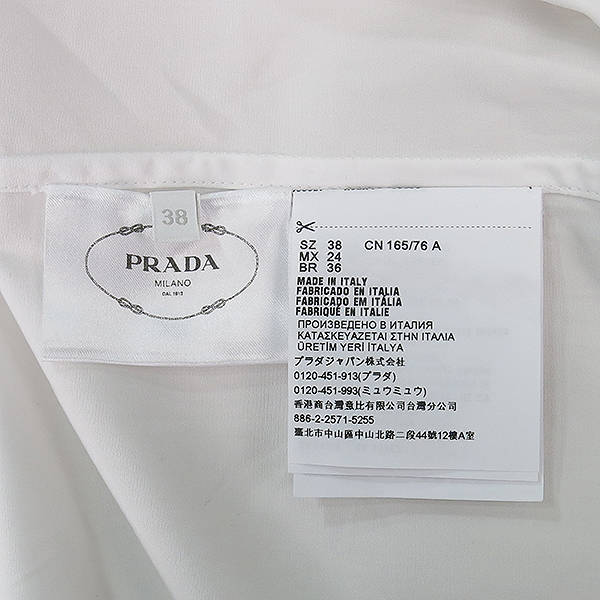 38
PRADA
MILANO
DAL 1913
SZ 38 CN 165/76 A
MX 24
BR 36
MADE IN ITALY
FABRICADO EN ITALIA
FABRICADO EM ITÁLIA
FABRIQUÉ EN ITALIE
ПРОИЗВЕДЕНО В ИТАЛИЯ
ΚΑΤΑΣΚΕΥΑΖΕΤΑΙ ΣΤΗΝ ΙΤΑΛΙΑ
ÜRETİM YERİ İTALYA
プラダジャパン株式会社
0120-451-913(プラダ)
0120-451-993(ミュウミュウ)
香港商台灣意比有限公司台灣分公司
886-2-2571-5255
臺北市中山區中山北路二段44號12樓A室